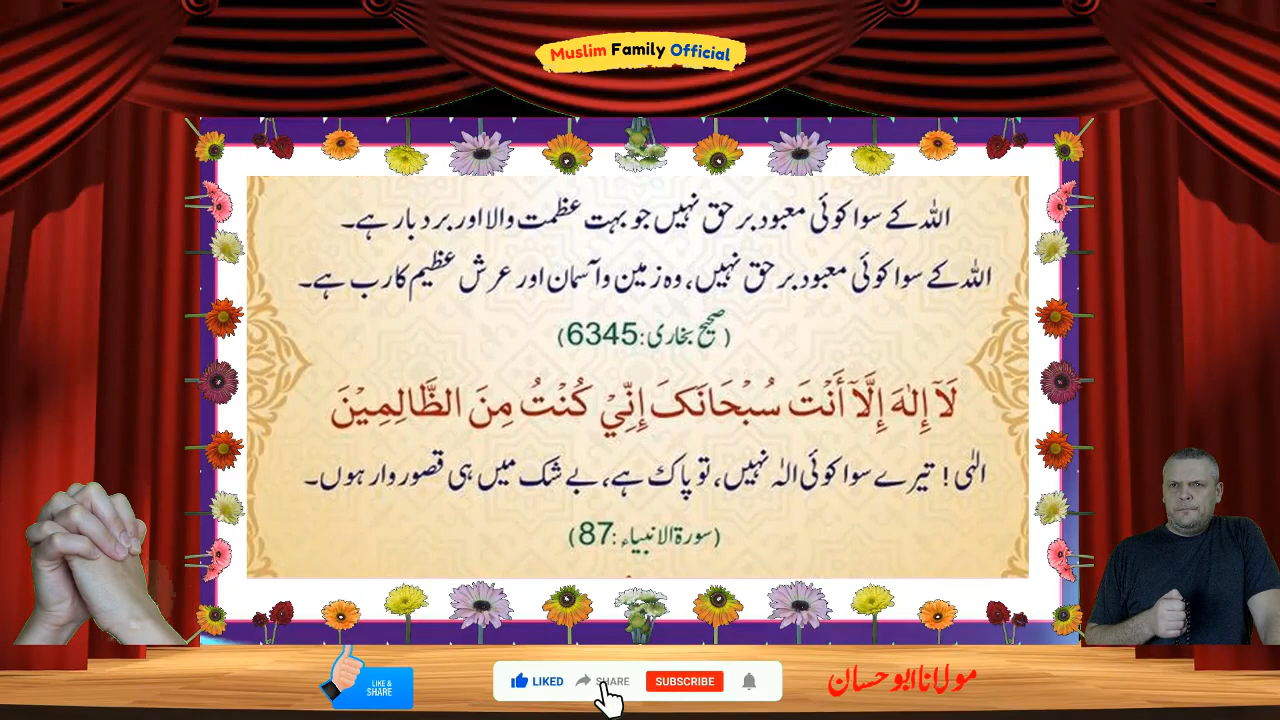 Muslim Family Official
اللہ کے سوا کوئی معبود برحق نہیں جو بہت عظمت والا اور بردبار ہے۔
اللہ کے سوا کوئی معبود برحق نہیں، وہ زمین و آسمان اور عرش عظیم کا رب ہے۔
(صحیح بخاری: 6345)
لَآ إِلٰهَ إِلَّآ أَنْتَ سُبْحَانَکَ إِنِّيْ كُنْتُ مِنَ الظَّالِمِيْنَ
الٰہی! تیرے سوا کوئی الٰہ نہیں، تو پاک ہے، بے شک میں ہی قصوروار ہوں۔
(سورۃ الانبیاء: 87)
LIKE &
SHARE
LIKED SHARE SUBSCRIBE
مولانا ابو حسان